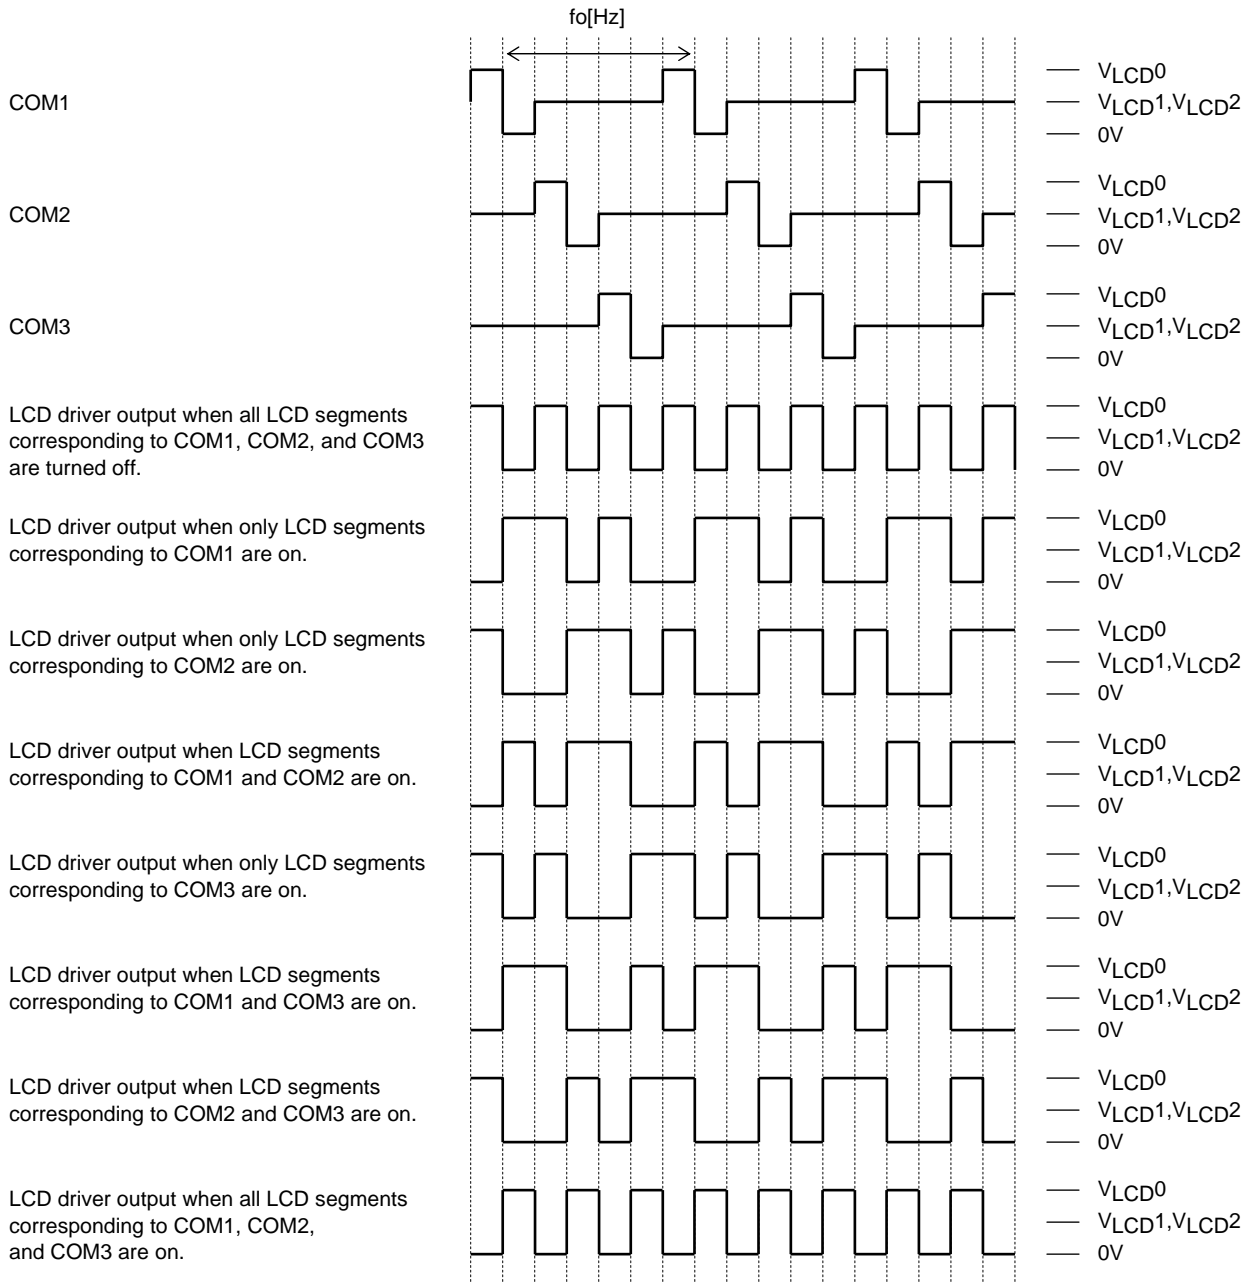 fo[Hz]
COM1
VLCD0
VLCD1,VLCD2
0V
COM2
VLCD0
VLCD1,VLCD2
0V
COM3
VLCD0
VLCD1,VLCD2
0V
LCD driver output when all LCD segments
corresponding to COM1, COM2, and COM3
are turned off.
VLCD0
VLCD1,VLCD2
0V
LCD driver output when only LCD segments
corresponding to COM1 are on.
VLCD0
VLCD1,VLCD2
0V
LCD driver output when only LCD segments
corresponding to COM2 are on.
VLCD0
VLCD1,VLCD2
0V
LCD driver output when LCD segments
corresponding to COM1 and COM2 are on.
VLCD0
VLCD1,VLCD2
0V
LCD driver output when only LCD segments
corresponding to COM3 are on.
VLCD0
VLCD1,VLCD2
0V
LCD driver output when LCD segments
corresponding to COM1 and COM3 are on.
VLCD0
VLCD1,VLCD2
0V
LCD driver output when LCD segments
corresponding to COM2 and COM3 are on.
VLCD0
VLCD1,VLCD2
0V
LCD driver output when all LCD segments
corresponding to COM1, COM2,
and COM3 are on.
VLCD0
VLCD1,VLCD2
0V